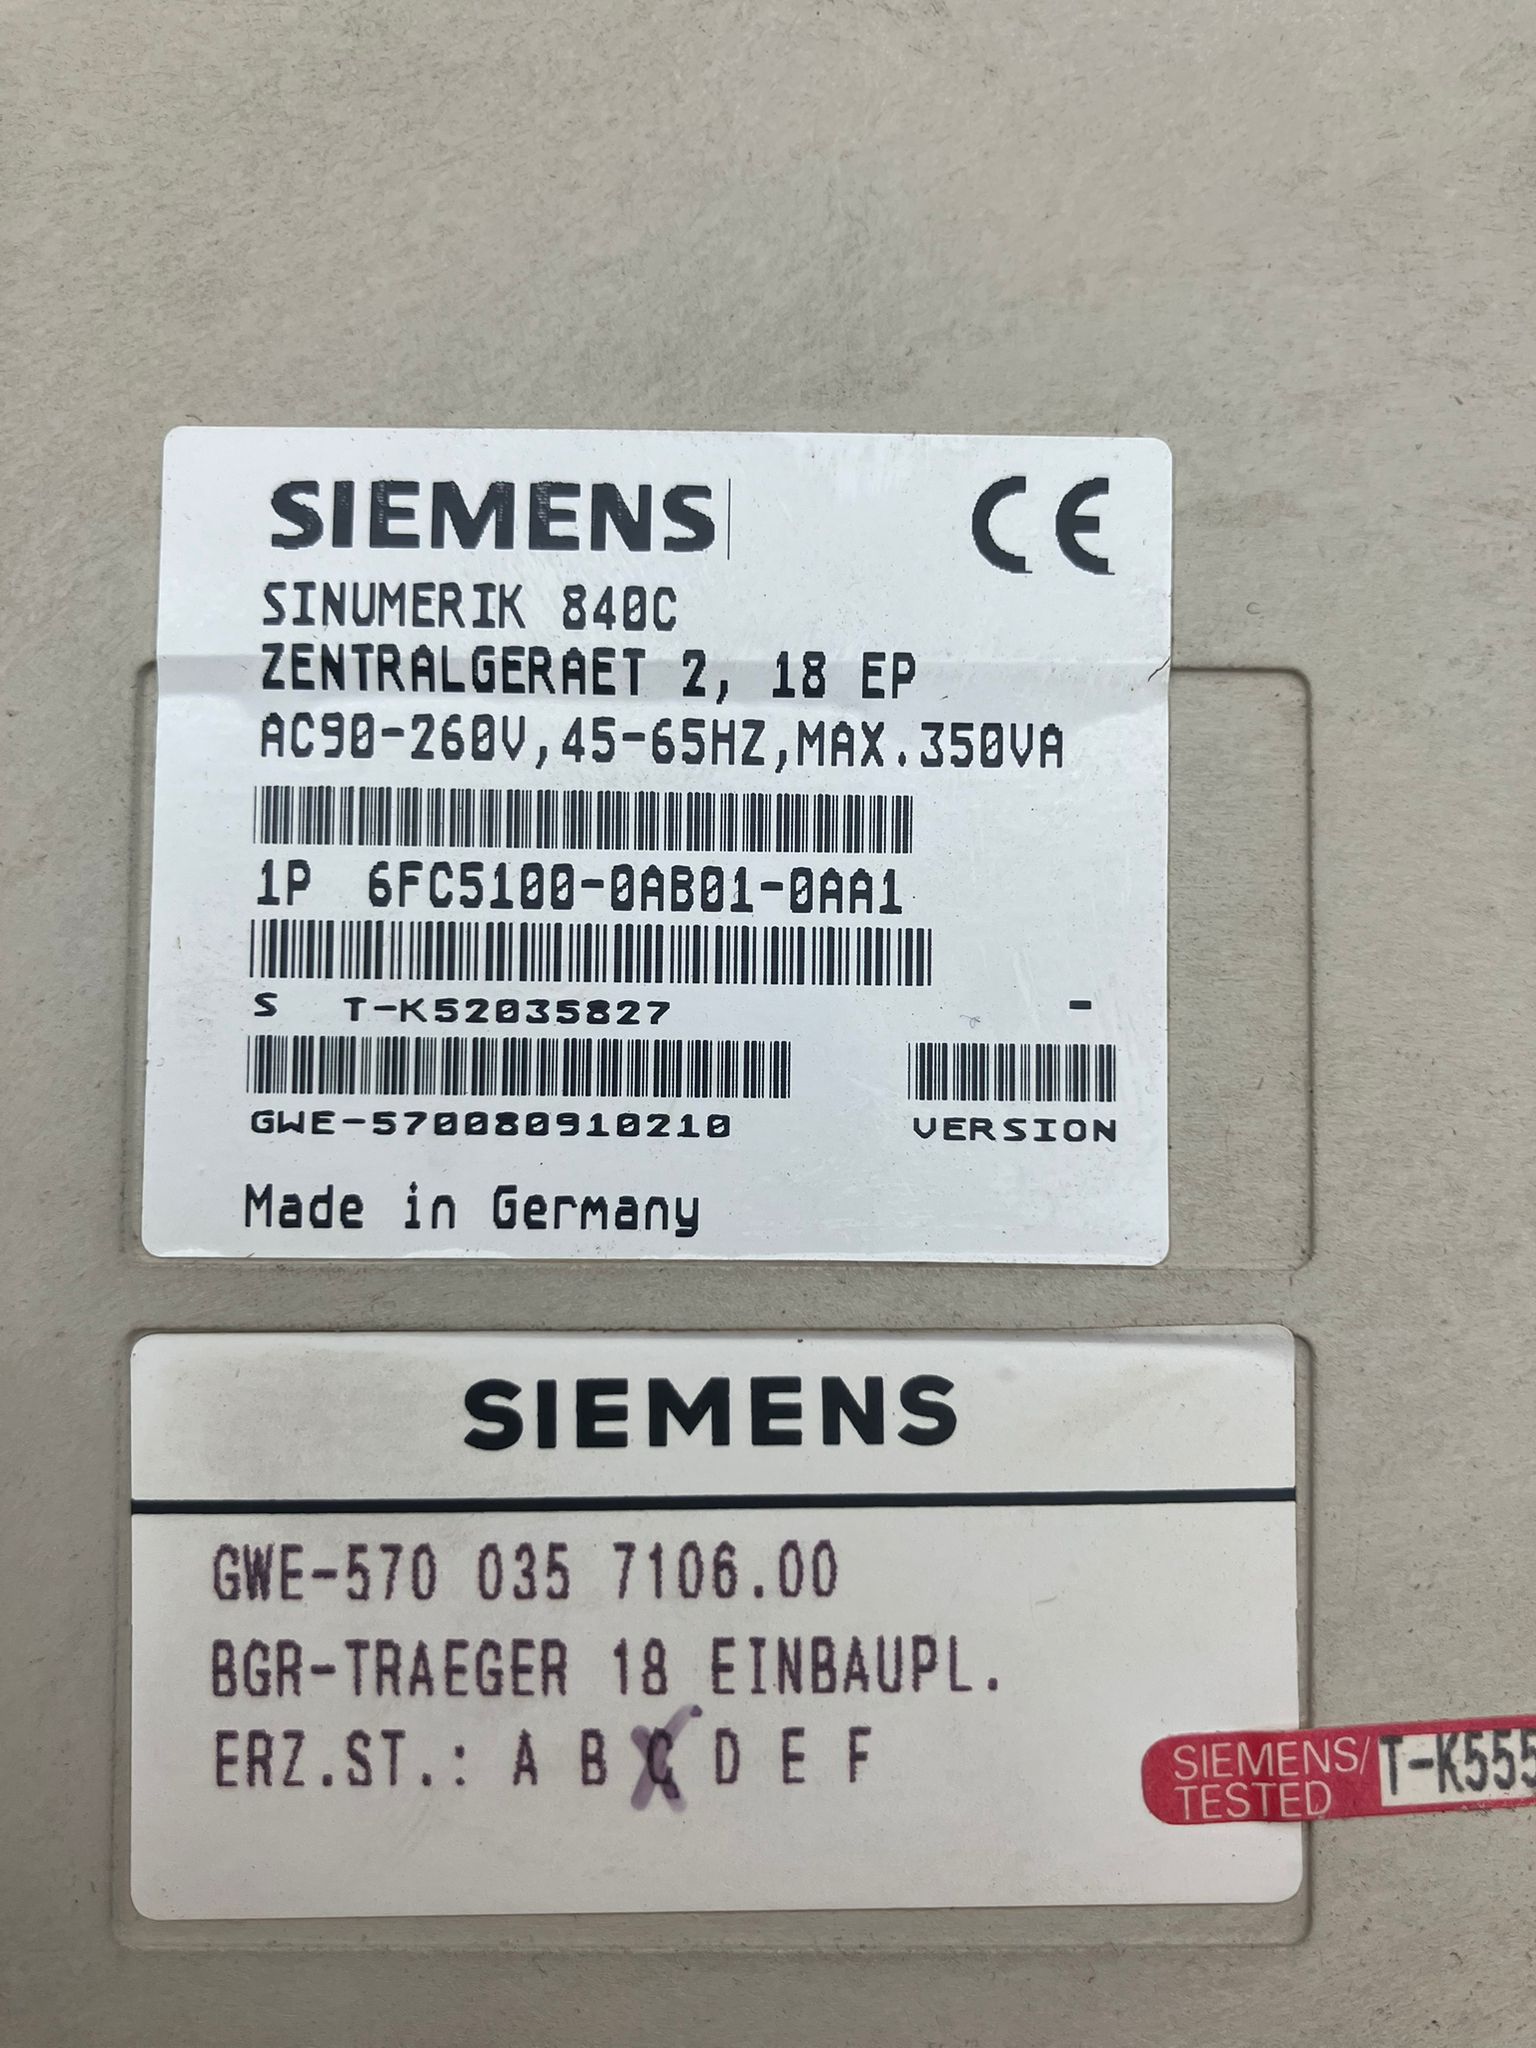 SIEMENS
CE
SINUMERIK 840C
ZENTRALGERAET 2, 18 EP
AC90-260V,45-65HZ,MAX.350VA
1P 6FC5100-0AB01-0AA1
S T-K52035827 -
GWE-570080910210 VERSION
Made in Germany
SIEMENS
GWE-570 035 7106.00
BGR-TRAEGER 18 EINBAUPL.
ERZ.ST.: A B C D E F
SIEMENS/
TESTED
T-K555